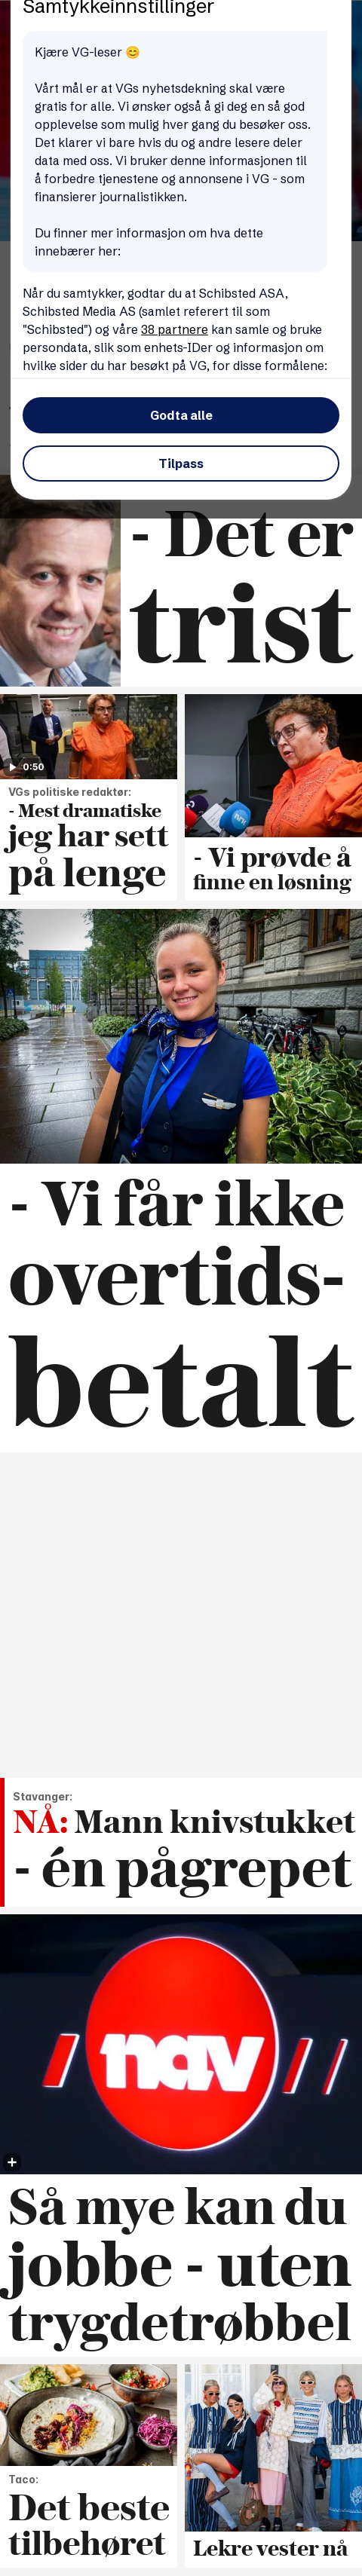 Samtykkeinnstillinger
Kjære VG-leser 😊
Vårt mål er at VGs nyhetsdekning skal være
gratis for alle. Vi ønsker også å gi deg en så god
opplevelse som mulig hver gang du besøker oss.
Det klarer vi bare hvis du og andre lesere deler
data med oss. Vi bruker denne informasjonen til
å forbedre tjenestene og annonsene i VG - som
finansierer journalistikken.
Du finner mer informasjon om hva dette
innebærer her:
Når du samtykker, godtar du at Schibsted ASA,
Schibsted Media AS (samlet referert til som
"Schibsted") og våre 38 partnere kan samle og bruke
persondata, slik som enhets-IDer og informasjon om
hvilke sider du har besøkt på VG, for disse formålene:
Godta alle
Tilpass
- Det er
trist
0:50
VGs politiske redaktør:
- Mest dramatiske
jeg har sett
på lenge
nrk
- Vi prøvde å
finne en løsning
- Vi får ikke
overtids-
betalt
Stavanger:
NÅ: Mann knivstukket
- én pågrepet
nav
Så mye kan du
jobbe - uten
trygdetrøbbel
Taco:
Det beste
tilbehøret
Lekre vester nå